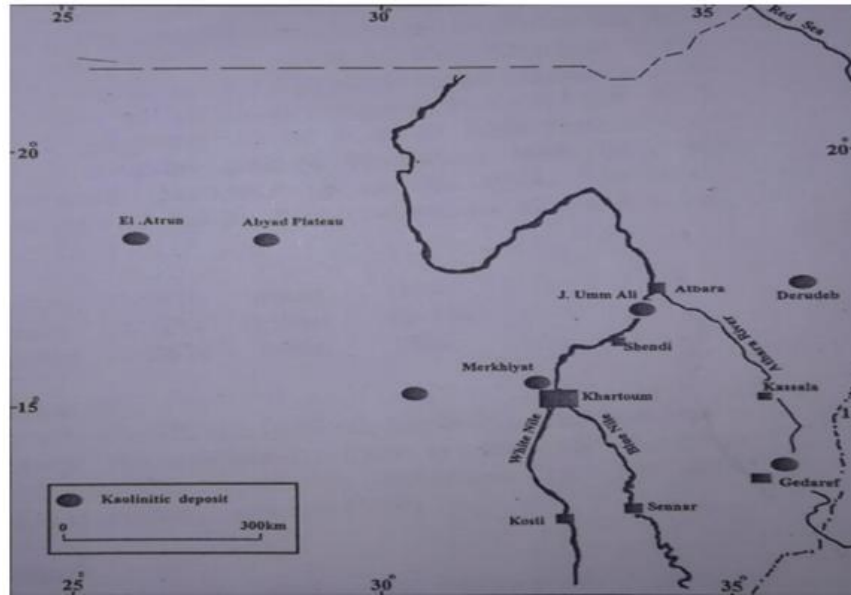 25°
30°
35
Red Sea
20°
20°
El .Atrun
Abyad Plateau
J. Umm Ali
Atbara
Derudeb
Shendi
Atbara River
Merkhiyat
Kassala
Khartoum
15°
White Nile
Blue Nile
Gedaref
Kaolinitic deposit
0
300km
Kosti
Sennar
25°
30°
35°